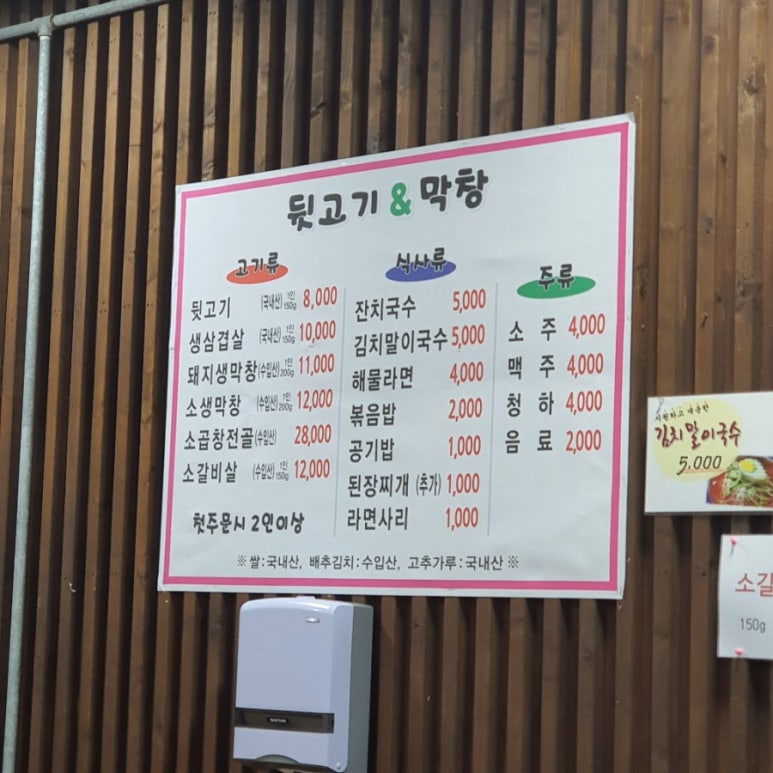 뒷고기 & 막창
고기류
뒷고기 (국내산) 1인 150g 8,000
생삼겹살 (국내산) 1인 150g 10,000
돼지생막창 (수입산) 1인 200g 11,000
소생막창 (수입산) 1인 200g 12,000
소곱창전골 (수입산) 28,000
소갈비살 (수입산) 1인 150g 12,000
첫주문시 2인이상
식사류
잔치국수 5,000
김치말이국수 5,000
해물라면 4,000
볶음밥 2,000
공기밥 1,000
된장찌개 (추가) 1,000
라면사리 1,000
주류
소주 4,000
맥주 4,000
청하 4,000
음료 2,000
※ 쌀:국내산, 배추김치:수입산, 고추가루:국내산 ※
김치말이국수
5,000
소갈
150g